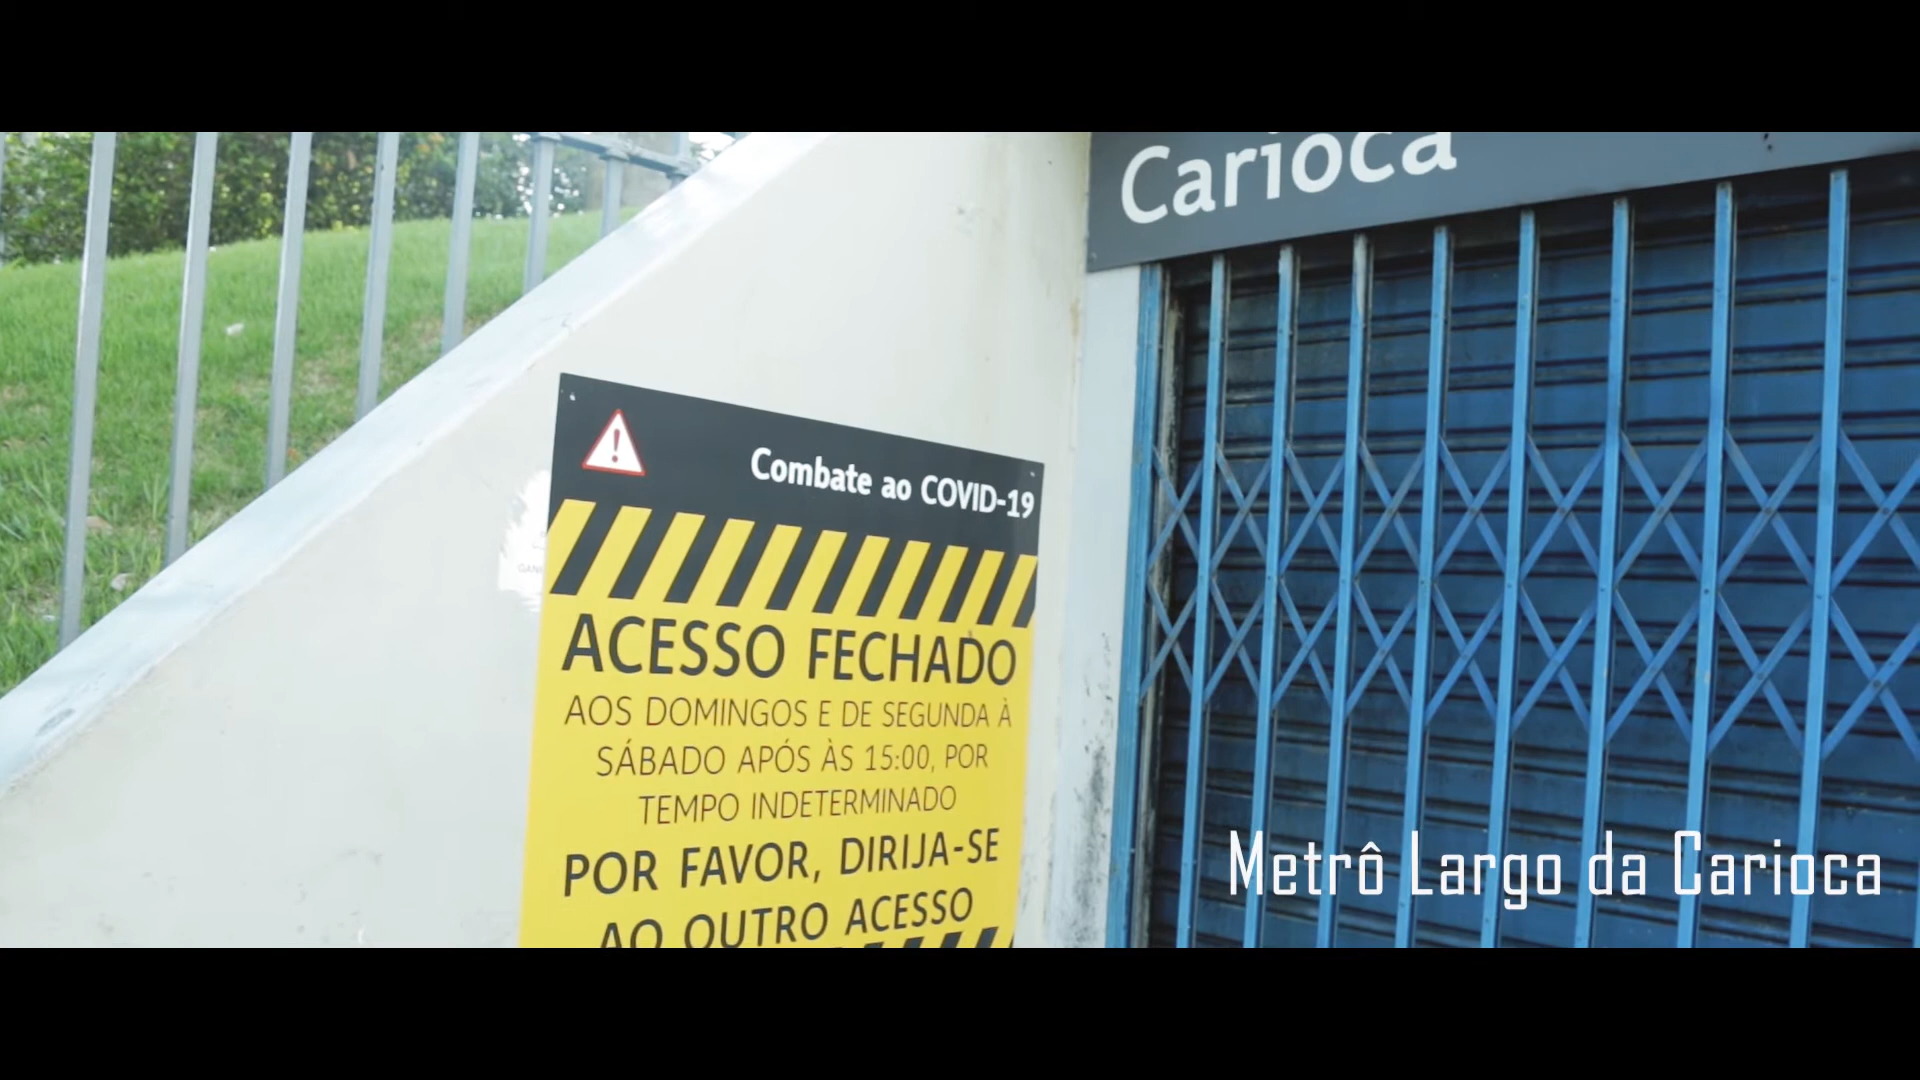 Carioca
Combate ao COVID-19
ACESSO FECHADO
AOS DOMINGOS E DE SEGUNDA À
SÁBADO APÓS ÀS 15:00, POR
TEMPO INDETERMINADO
POR FAVOR, DIRIJA-SE
AO OUTRO ACESSO
Metrô Largo da Carioca